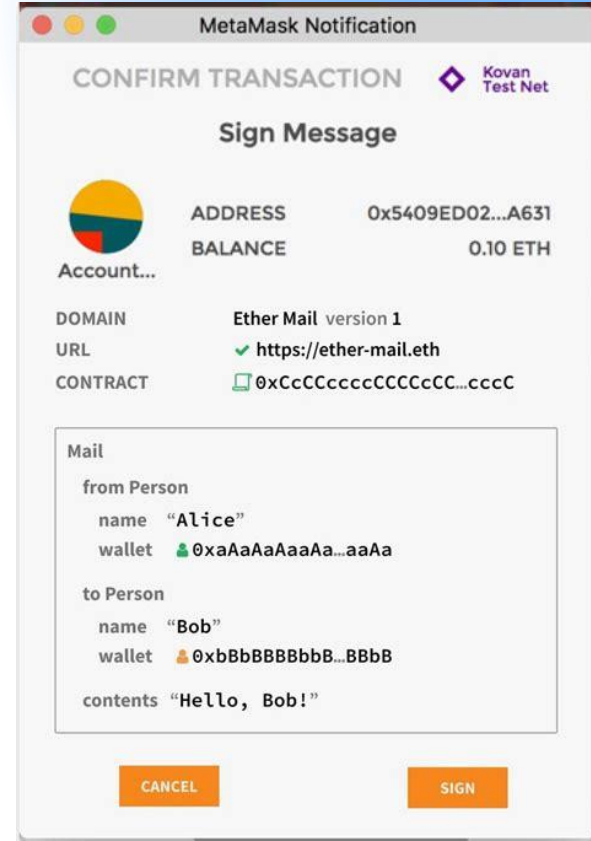 MetaMask Notification
CONFIRM TRANSACTION
Kovan
Test Net
Sign Message
ADDRESS 0x5409ED02...A631
BALANCE 0.10 ETH
Account...
DOMAIN Ether Mail version 1
URL https://ether-mail.eth
CONTRACT 0xCcCCccccCCCCcCC…cccC
Mail
from Person
name “Alice”
wallet 0xaAaAaAaaAa…aaAa
to Person
name “Bob”
wallet 0xbBbBBBBbbB…BBbB
contents “Hello, Bob!”
CANCEL
SIGN